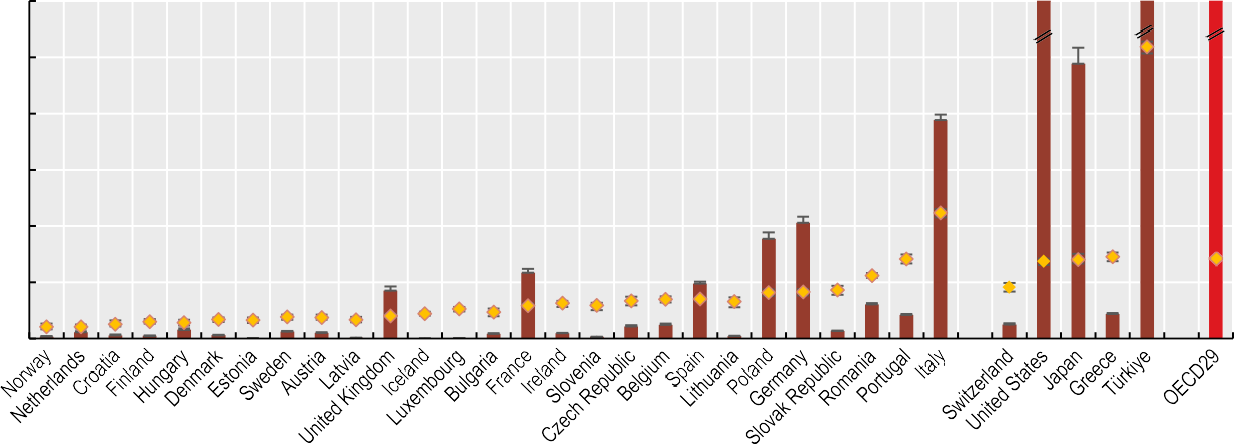 Norway
Netherlands
Croatia
Finland
Hungary
Denmark
Estonia
Sweden
Austria
Latvia
United Kingdom
Iceland
Luxembourg
Bulgaria
France
Ireland
Slovenia
Czech Republic
Belgium
Spain
Lithuania
Poland
Germany
Slovak Republic
Romania
Portugal
Italy
Switzerland
United States
Japan
Greece
Türkiye
OECD29